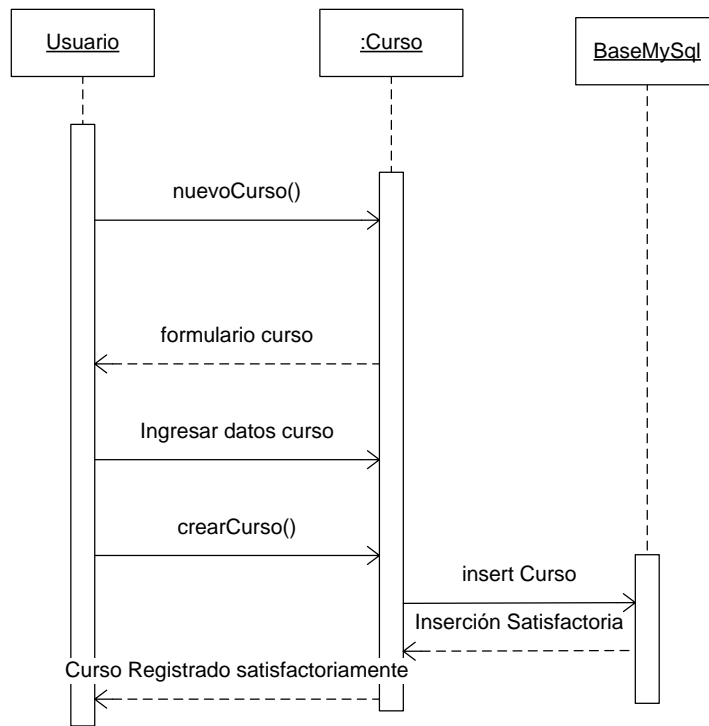 Usuario
:Curso
BaseMySql
nuevoCurso()
formulario curso
Ingresar datos curso
crearCurso()
insert Curso
Inserción Satisfactoria
Curso Registrado satisfactoriamente